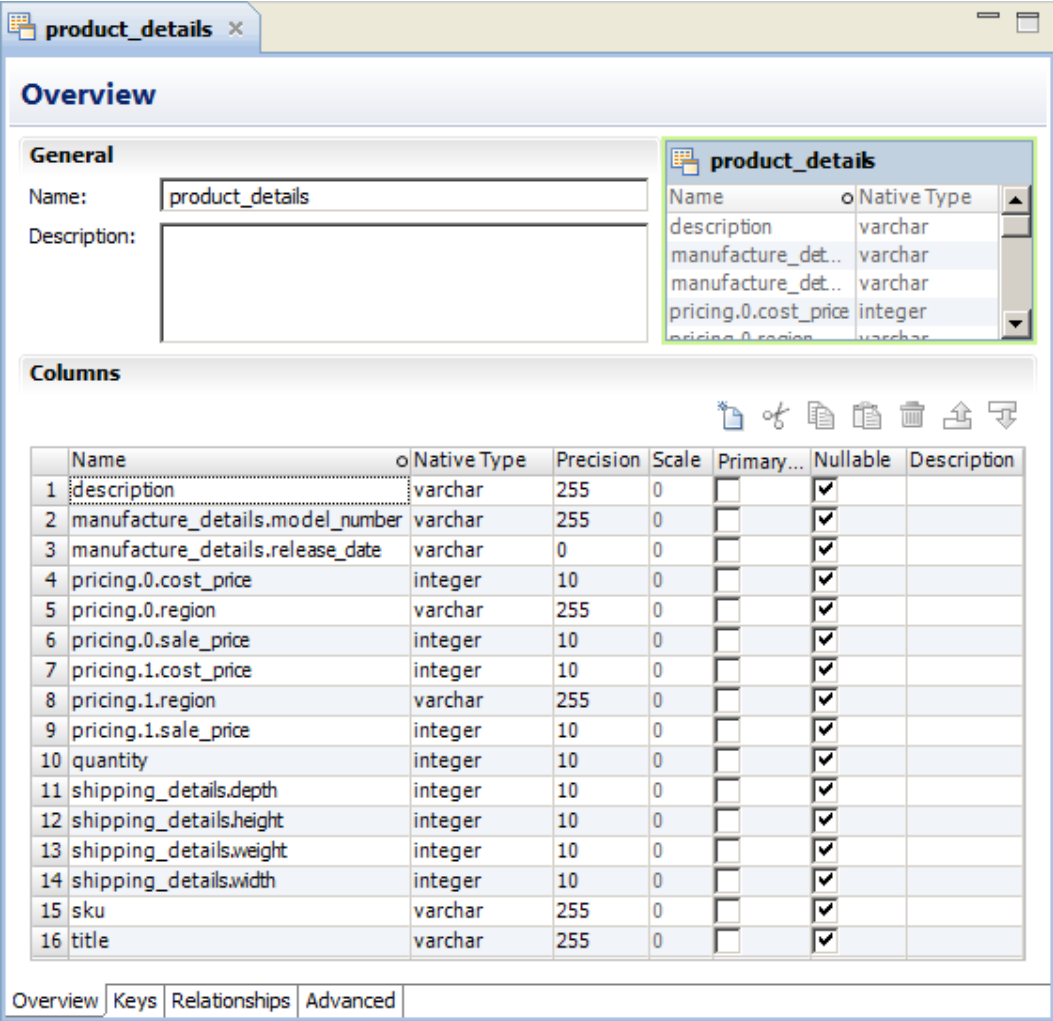 product_details
Overview
General
Name: product_details
Description:
product_details
Name Native Type
description varchar
manufacture_det... varchar
manufacture_det... varchar
pricing.0.cost_price integer
pricing.0.region varchar
Columns
Name Native Type Precision Scale Primary... Nullable Description
1 description varchar 255 0
2 manufacture_details.model_number varchar 255 0
3 manufacture_details.release_date varchar 0 0
4 pricing.0.cost_price integer 10 0
5 pricing.0.region varchar 255 0
6 pricing.0.sale_price integer 10 0
7 pricing.1.cost_price integer 10 0
8 pricing.1.region varchar 255 0
9 pricing.1.sale_price integer 10 0
10 quantity integer 10 0
11 shipping_details.depth integer 10 0
12 shipping_details.height integer 10 0
13 shipping_details.weight integer 10 0
14 shipping_details.width integer 10 0
15 sku varchar 255 0
16 title varchar 255 0
Overview Keys Relationships Advanced